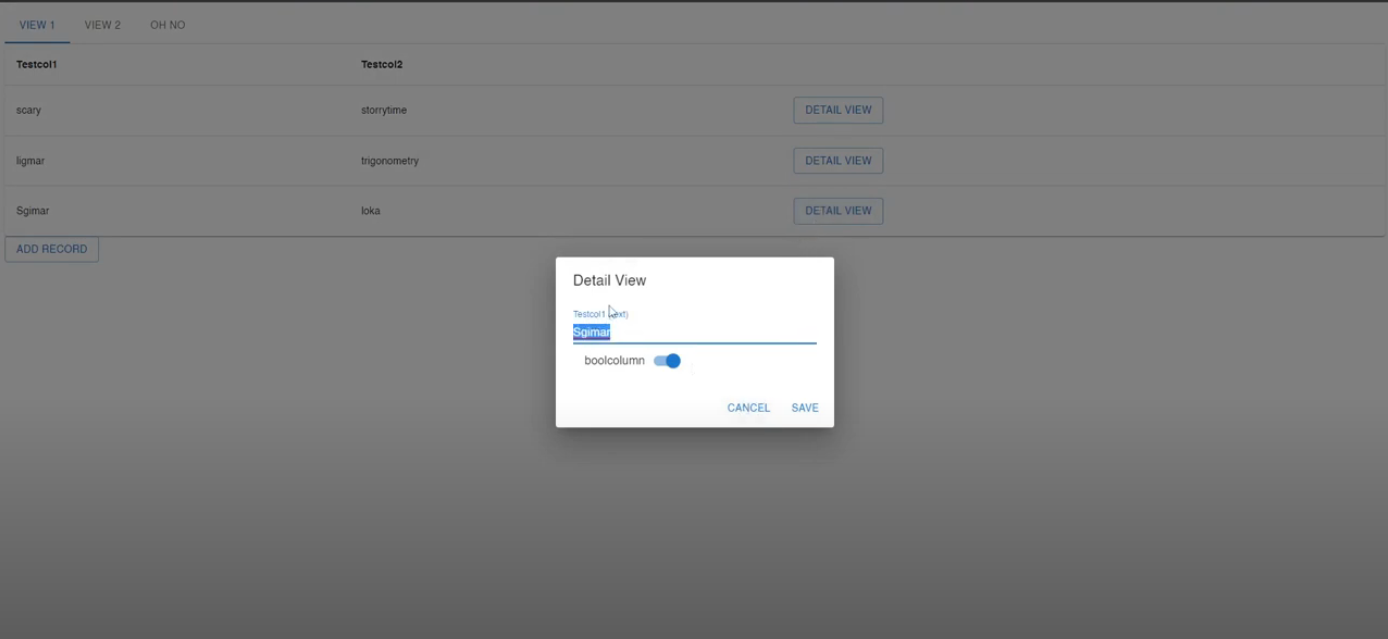 VIEW 1 VIEW 2 OH NO
Testcol1 Testcol2
scary storrytime DETAIL VIEW
ligmar trigonometry DETAIL VIEW
Sgimar loka DETAIL VIEW
ADD RECORD
Detail View
Testcol1
Sgimar
boolcolumn
CANCEL SAVE